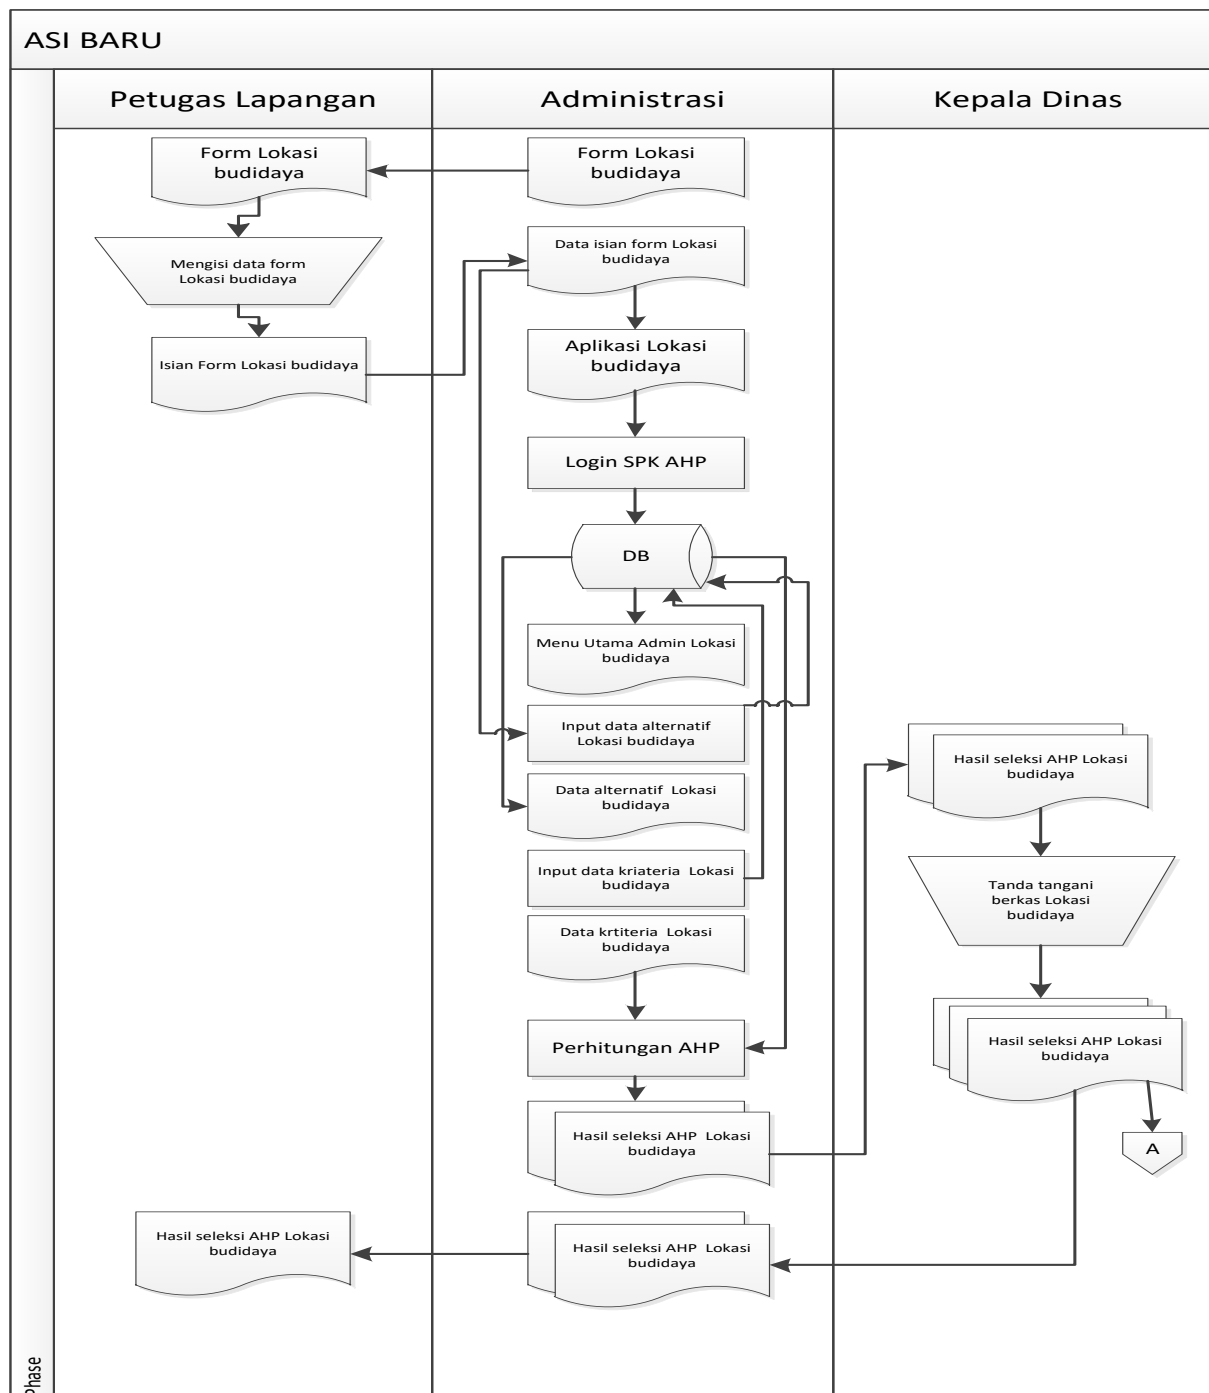 ASI BARU
Petugas Lapangan
Administrasi
Kepala Dinas
Form Lokasi
budidaya
Form Lokasi
budidaya
Mengisi data form
Lokasi budidaya
Data isian form Lokasi
budidaya
Isian Form Lokasi budidaya
Aplikasi Lokasi
budidaya
Login SPK AHP
DB
Menu Utama Admin Lokasi
budidaya
Input data alternatif
Lokasi budidaya
Data alternatif Lokasi
budidaya
Input data kriateria Lokasi
budidaya
Data krtiteria Lokasi
budidaya
Perhitungan AHP
Hasil seleksi AHP Lokasi
budidaya
Hasil seleksi AHP Lokasi
budidaya
Tanda tangani
berkas Lokasi
budidaya
Hasil seleksi AHP Lokasi
budidaya
A
Hasil seleksi AHP Lokasi
budidaya
Hasil seleksi AHP Lokasi
budidaya
Phase